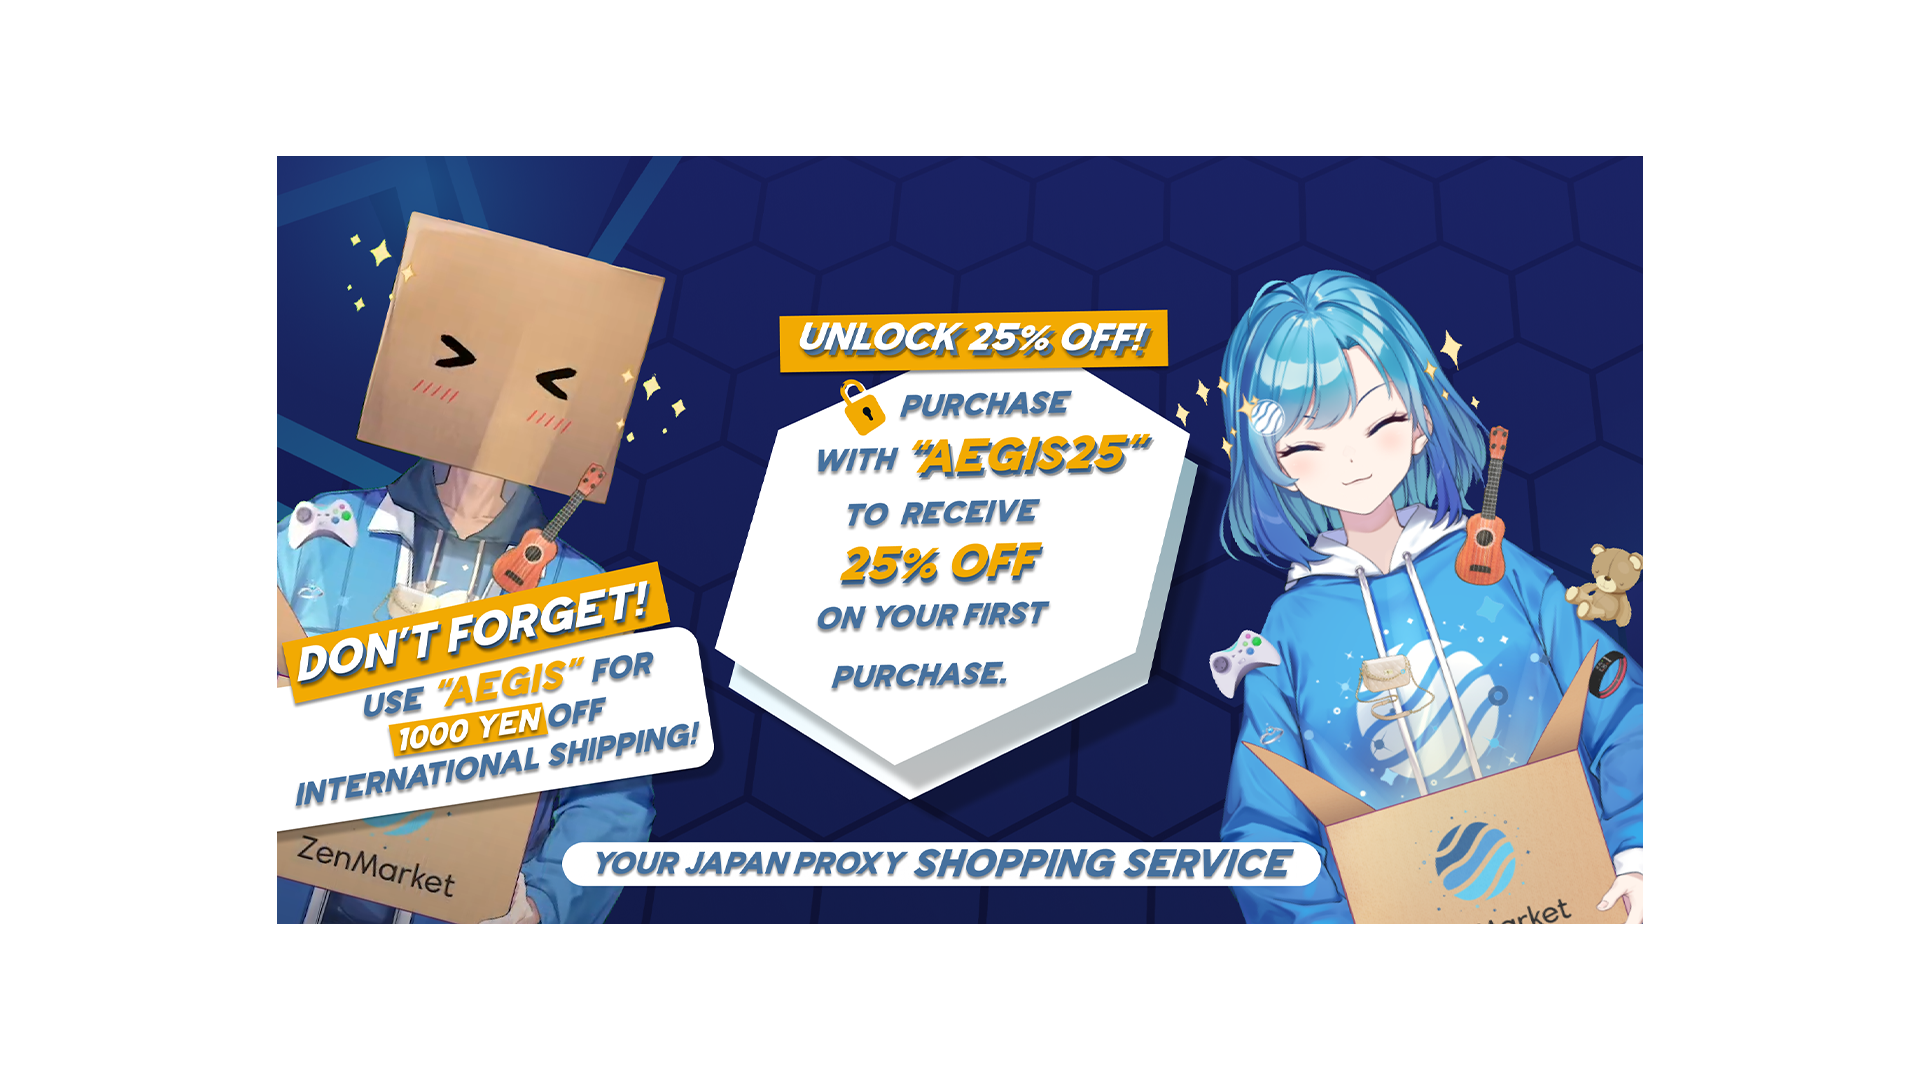 UNLOCK 25% OFF!
PURCHASE
WITH "AEGIS25"
TO RECEIVE
25% OFF
ON YOUR FIRST
PURCHASE.
DON'T FORGET!
USE "AEGIS" FOR
1000 YEN OFF
INTERNATIONAL SHIPPING!
ZenMarket
YOUR JAPAN PROXY SHOPPING SERVICE
arket